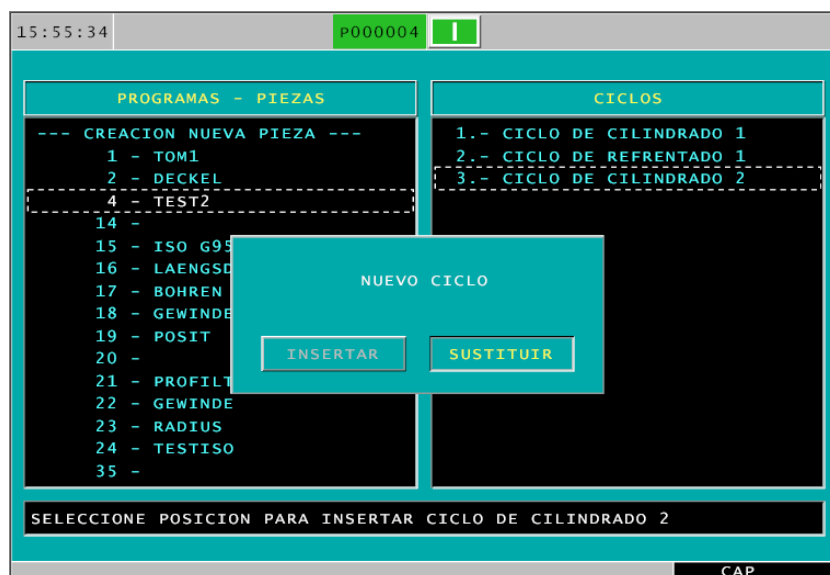 15:55:34
P000004
PROGRAMAS - PIEZAS
--- CREACION NUEVA PIEZA ---
1 - TOM1
2 - DECKEL
4 - TEST2
14 -
15 - ISO G95
16 - LAENGSD
17 - BOHREN
18 - GEWINDE
19 - POSIT
20 -
21 - PROFILT
22 - GEWINDE
23 - RADIUS
24 - TESTISO
35 -
CICLOS
1.- CICLO DE CILINDRADO 1
2.- CICLO DE REFRENTADO 1
3.- CICLO DE CILINDRADO 2
NUEVO CICLO
INSERTAR
SUSTITUIR
SELECCIONE POSICION PARA INSERTAR CICLO DE CILINDRADO 2
CAP